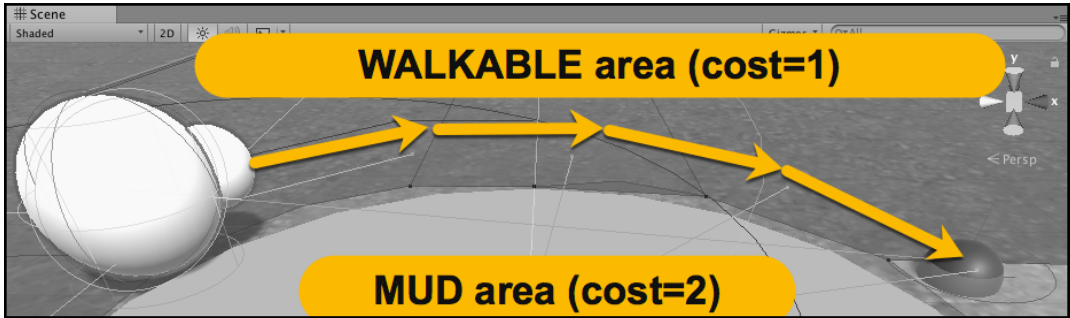 Scene
Shaded
2D
Gizmos
All
WALKABLE area (cost=1)
y
x
Persp
MUD area (cost=2)